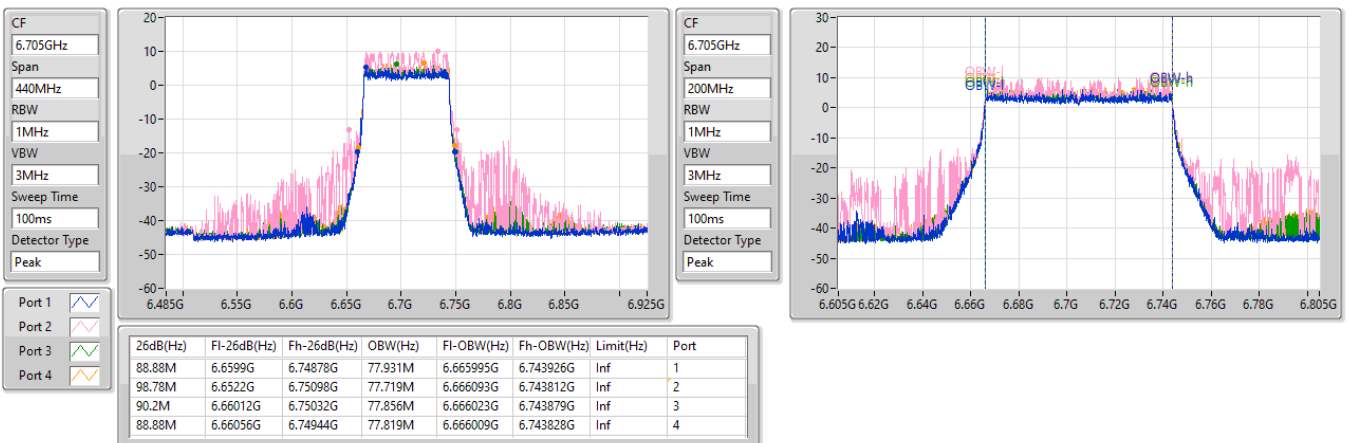 CF
6.705GHz
Span
440MHz
RBW
1MHz
VBW
3MHz
Sweep Time
100ms
Detector Type
Peak
20
10
0
-10
-20
-30
-40
-50
-60
6.485G 6.55G 6.6G 6.65G 6.7G 6.75G 6.8G 6.85G 6.925G
CF
6.705GHz
Span
200MHz
RBW
1MHz
VBW
3MHz
Sweep Time
100ms
Detector Type
Peak
30
20
10
0
-10
-20
-30
-40
-50
-60
OBW-l OBW-h
6.605G 6.62G 6.64G 6.66G 6.68G 6.7G 6.72G 6.74G 6.76G 6.78G 6.805G
Port 1
Port 2
Port 3
Port 4
26dB(Hz) Fl-26dB(Hz) Fh-26dB(Hz) OBW(Hz) Fl-OBW(Hz) Fh-OBW(Hz) Limit(Hz) Port
88.88M 6.6599G 6.74878G 77.931M 6.665995G 6.743926G Inf 1
98.78M 6.6522G 6.75098G 77.719M 6.666093G 6.743812G Inf 2
90.2M 6.66012G 6.75032G 77.856M 6.666023G 6.743879G Inf 3
88.88M 6.66056G 6.74944G 77.819M 6.666009G 6.743828G Inf 4